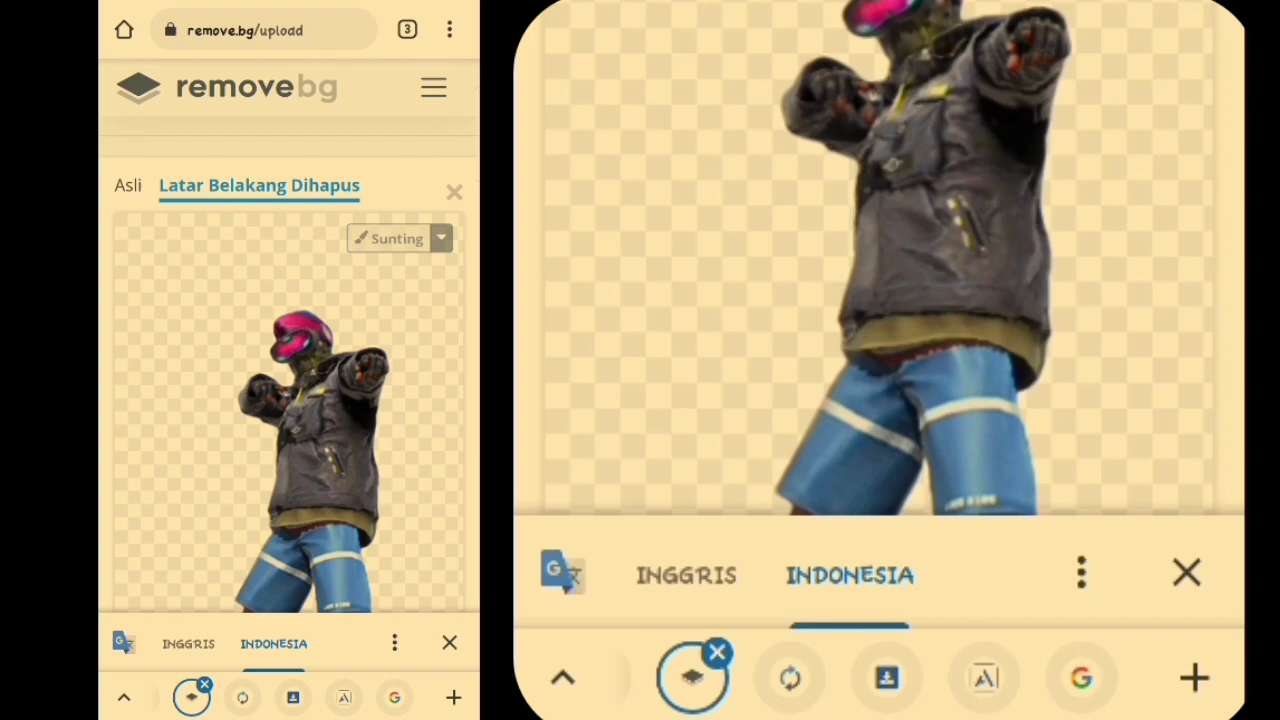 remove.bg/upload
3
removebg
Asli
Latar Belakang Dihapus
Sunting
INGGRIS
INDONESIA
INGGRIS
INDONESIA